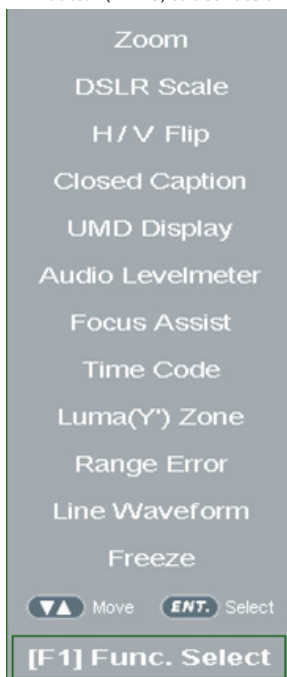 Zoom
DSLR Scale
H/V Flip
Closed Caption
UMD Display
Audio Levelmeter
Focus Assist
Time Code
Luma(Y') Zone
Range Error
Line Waveform
Freeze
▼▲ Move ENT. Select
[F1] Func. Select